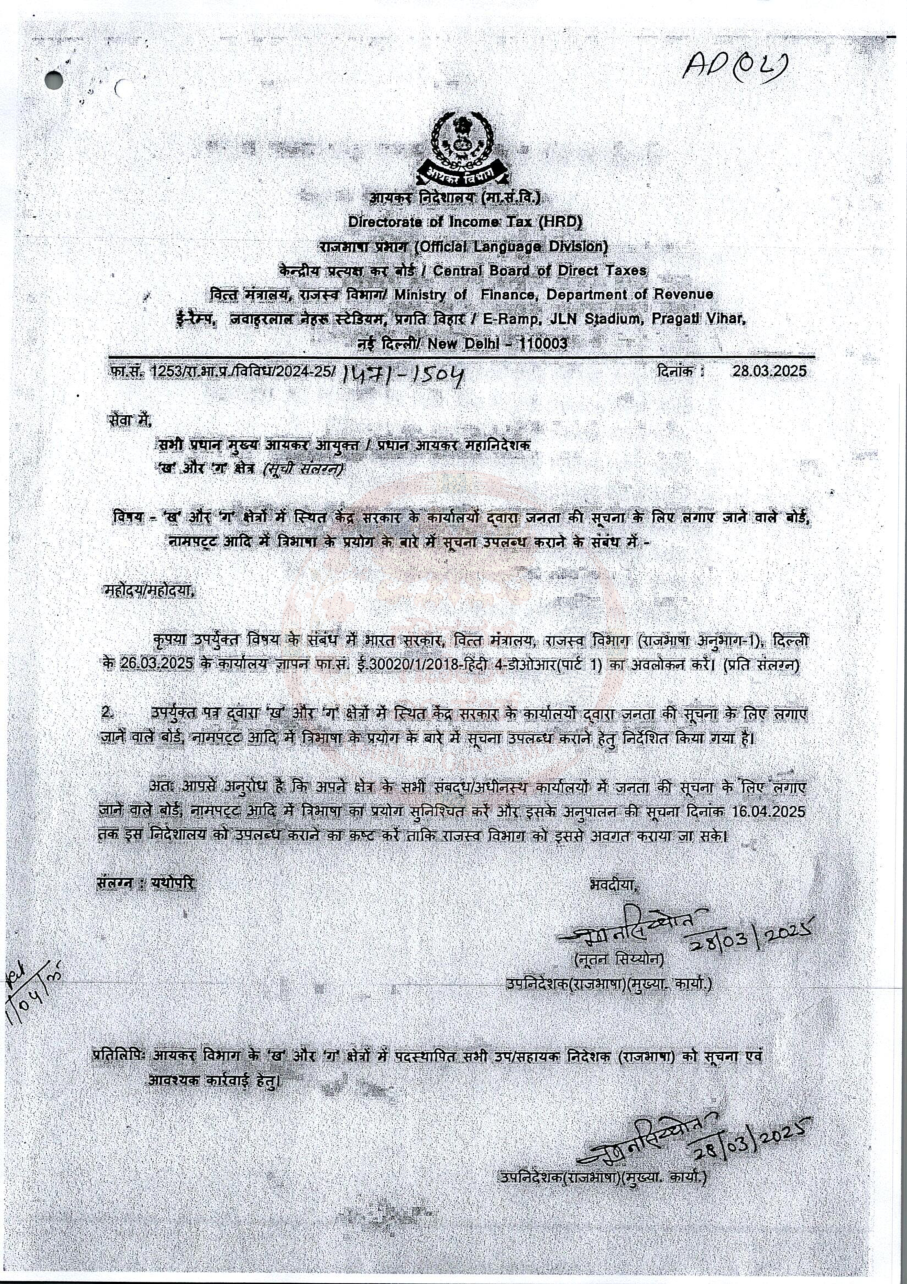 AD(OL)
आयकर विभाग
आयकर निदेशालय (मा.सं.वि.)
Directorate of Income Tax (HRD)
राजभाषा प्रभाग (Official Language Division)
केन्द्रीय प्रत्यक्ष कर बोर्ड / Central Board of Direct Taxes
वित्त मंत्रालय, राजस्व विभाग/ Ministry of Finance, Department of Revenue
ई-रैम्प, जवाहरलाल नेहरू स्टेडियम, प्रगति विहार / E-Ramp, JLN Stadium, Pragati Vihar,
नई दिल्ली/ New Delhi – 110003
फा.सं. 1253/रा.भा.प्र./विविध/2024-25/ 1471-1504 दिनांक : 28.03.2025
सेवा में,
सभी प्रधान मुख्य आयकर आयुक्त / प्रधान आयकर महानिदेशक
'ख' और 'ग' क्षेत्र (सूची संलग्न)
विषय – 'ख' और 'ग' क्षेत्रों में स्थित केंद्र सरकार के कार्यालयों द्वारा जनता की सूचना के लिए लगाए जाने वाले बोर्ड,
नामपट्ट आदि में त्रिभाषा के प्रयोग के बारे में सूचना उपलब्ध कराने के संबंध में -
महोदय/महोदया,
कृपया उपर्युक्त विषय के संबंध में भारत सरकार, वित्त मंत्रालय, राजस्व विभाग (राजभाषा अनुभाग-1), दिल्ली
के 26.03.2025 के कार्यालय ज्ञापन फा.सं. ई.30020/1/2018-हिंदी 4-डीओआर(पार्ट 1) का अवलोकन करें। (प्रति संलग्न)
2. उपर्युक्त पत्र द्वारा 'ख' और 'ग' क्षेत्रों में स्थित केंद्र सरकार के कार्यालयों द्वारा जनता की सूचना के लिए लगाए
जाने वाले बोर्ड, नामपट्ट आदि में त्रिभाषा के प्रयोग के बारे में सूचना उपलब्ध कराने हेतु निर्देशित किया गया है।
अतः आपसे अनुरोध है कि अपने क्षेत्र के सभी संबद्ध/अधीनस्थ कार्यालयों में जनता की सूचना के लिए लगाए
जाने वाले बोर्ड, नामपट्ट आदि में त्रिभाषा का प्रयोग सुनिश्चित करें और इसके अनुपालन की सूचना दिनांक 16.04.2025
तक इस निदेशालय को उपलब्ध कराने का कष्ट करें ताकि राजस्व विभाग को इससे अवगत कराया जा सके।
संलग्न : यथोपरि भवदीया,
नूतन सिय्योन 28/03/2025
(नूतन सिय्योन)
उपनिदेशक(राजभाषा)(मुख्या. कार्या.)
प्रतिलिपिः आयकर विभाग के 'ख' और 'ग' क्षेत्रों में पदस्थापित सभी उप/सहायक निदेशक (राजभाषा) को सूचना एवं
आवश्यक कार्रवाई हेतु।
नूतन सिय्योन 28/03/2025
उपनिदेशक(राजभाषा)(मुख्या. कार्या.)